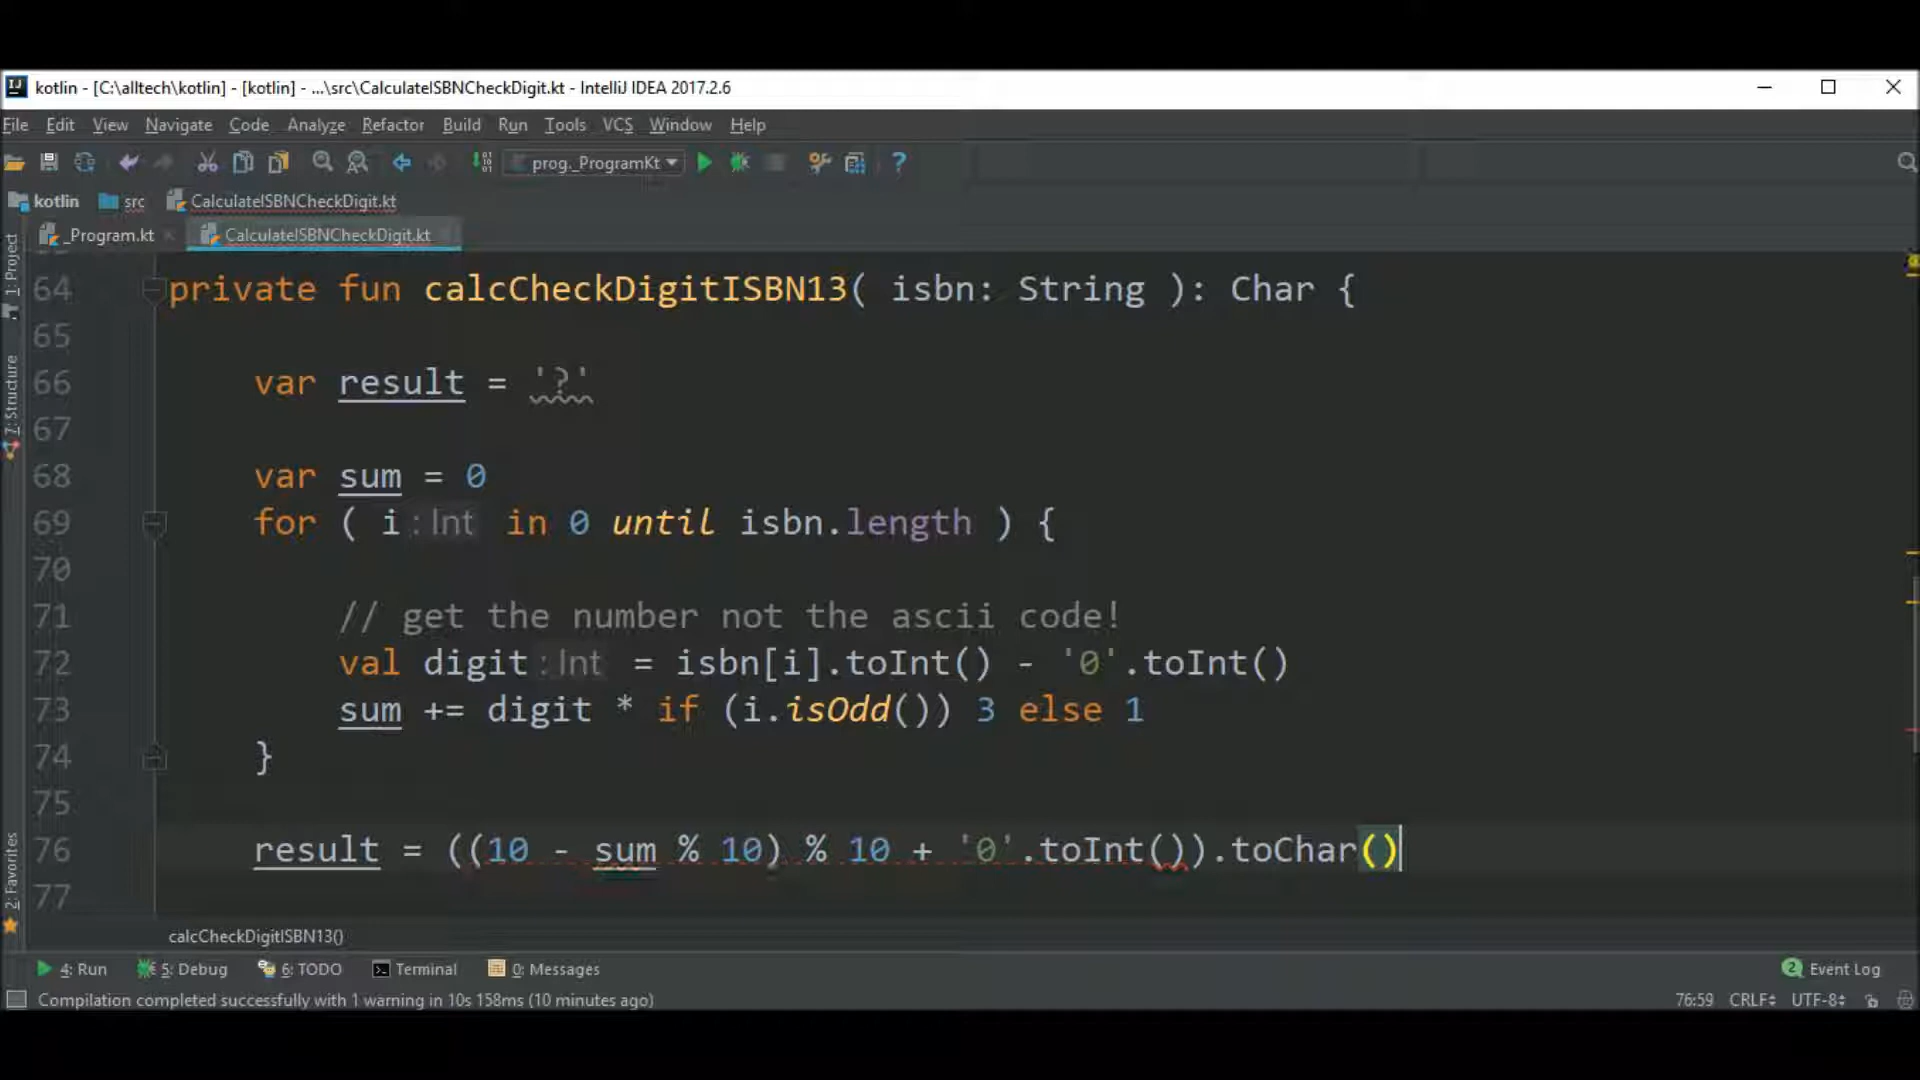 kotlin - [C:\alltech\kotlin] - [kotlin] - ...\src\CalculateISBNCheckDigit.kt - IntelliJ IDEA 2017.2.6
File Edit View Navigate Code Analyze Refactor Build Run Tools VCS Window Help
prog._ProgramKt
kotlin src CalculateISBNCheckDigit.kt
_Program.kt CalculateISBNCheckDigit.kt
1: Project
7: Structure
2: Favorites
64 private fun calcCheckDigitISBN13( isbn: String ): Char {
65
66 var result = '?'
67
68 var sum = 0
69 for ( i: Int in 0 until isbn.length ) {
70
71 // get the number not the ascii code!
72 val digit: Int = isbn[i].toInt() - '0'.toInt()
73 sum += digit * if (i.isOdd()) 3 else 1
74 }
75
76 result = ((10 - sum % 10) % 10 + '0'.toInt()).toChar()
77
calcCheckDigitISBN13()
4: Run 5: Debug 6: TODO Terminal 0: Messages 2 Event Log
Compilation completed successfully with 1 warning in 10s 158ms (10 minutes ago) 76:59 CRLF UTF-8